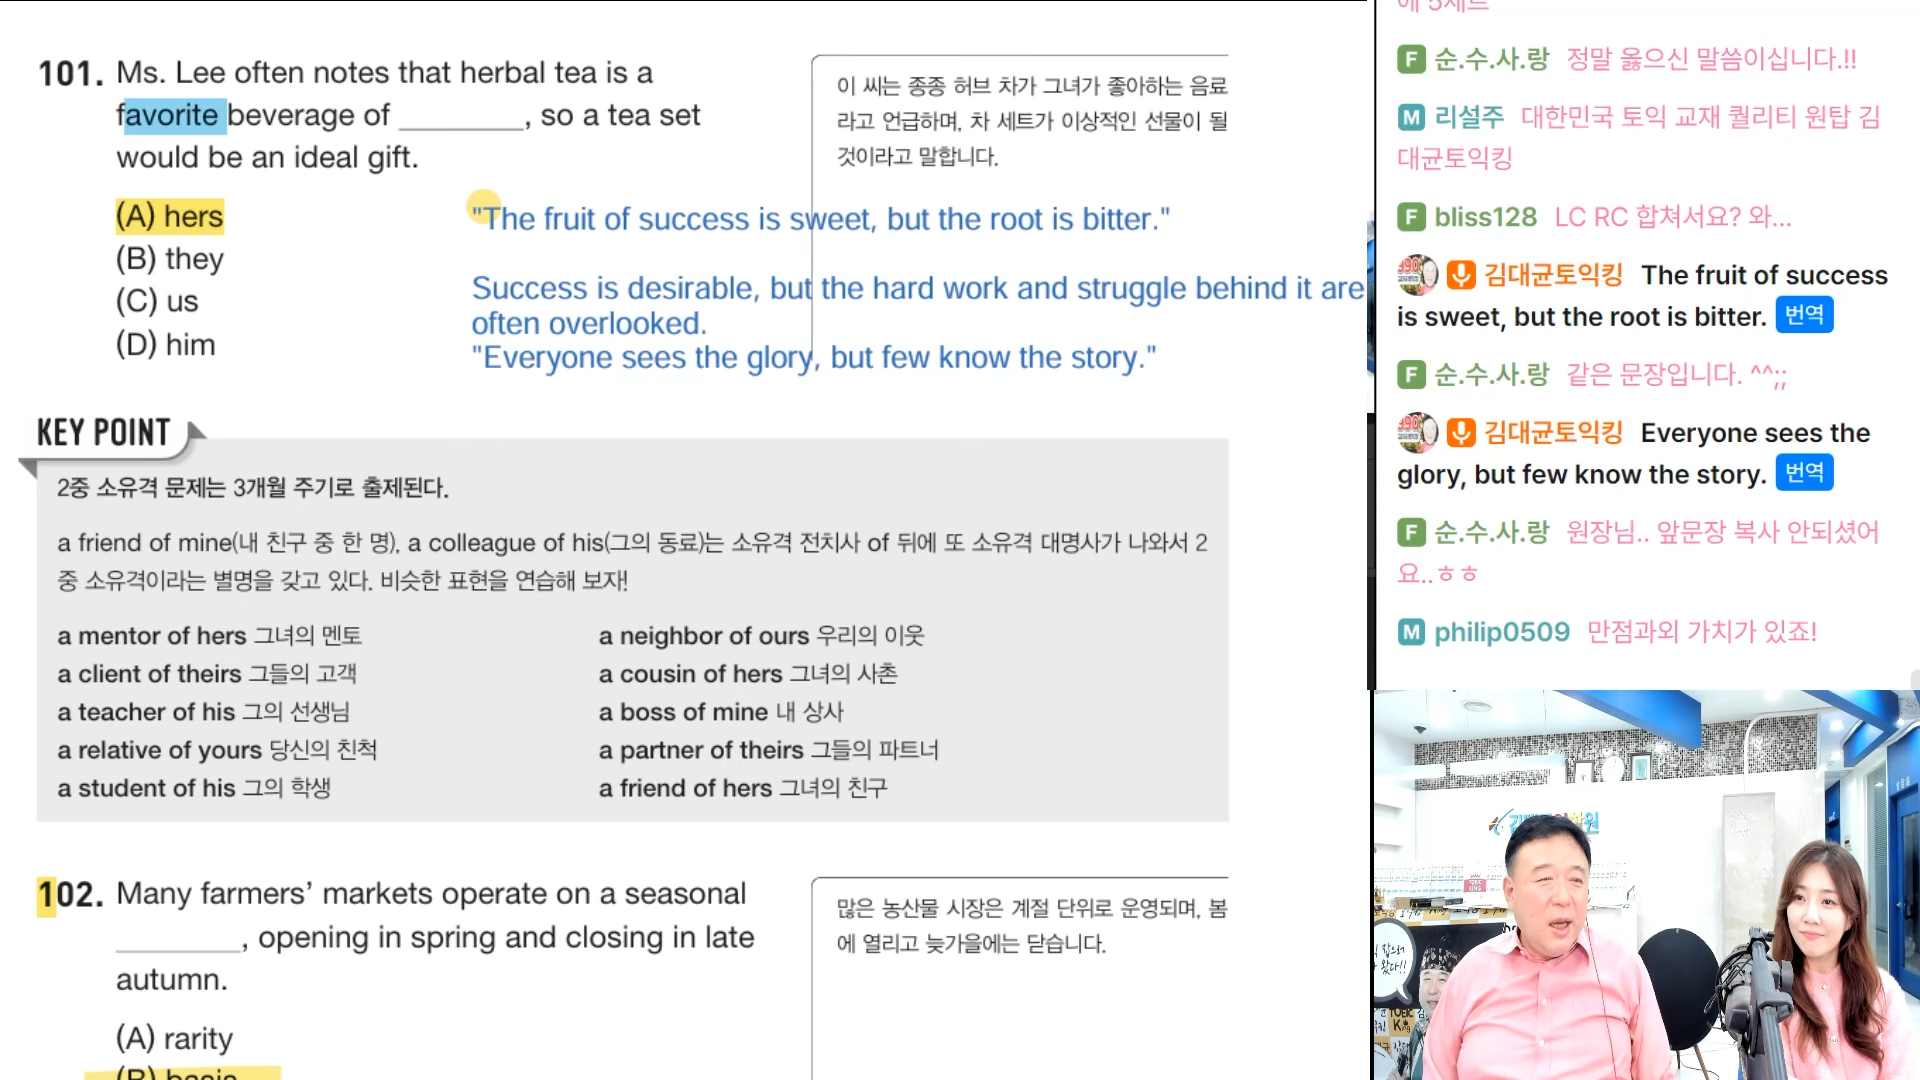 101. Ms. Lee often notes that herbal tea is a
favorite beverage of ________, so a tea set
would be an ideal gift.
(A) hers
(B) they
(C) us
(D) him
이 씨는 종종 허브 차가 그녀가 좋아하는 음료
라고 언급하며, 차 세트가 이상적인 선물이 될
것이라고 말합니다.
"The fruit of success is sweet, but the root is bitter."
Success is desirable, but the hard work and struggle behind it are
often overlooked.
"Everyone sees the glory, but few know the story."
KEY POINT
2중 소유격 문제는 3개월 주기로 출제된다.
a friend of mine(내 친구 중 한 명), a colleague of his(그의 동료)는 소유격 전치사 of 뒤에 또 소유격 대명사가 나와서 2
중 소유격이라는 별명을 갖고 있다. 비슷한 표현을 연습해 보자!
a mentor of hers 그녀의 멘토
a client of theirs 그들의 고객
a teacher of his 그의 선생님
a relative of yours 당신의 친척
a student of his 그의 학생
a neighbor of ours 우리의 이웃
a cousin of hers 그녀의 사촌
a boss of mine 내 상사
a partner of theirs 그들의 파트너
a friend of hers 그녀의 친구
102. Many farmers’ markets operate on a seasonal
________, opening in spring and closing in late
autumn.
(A) rarity
(B) basis
많은 농산물 시장은 계절 단위로 운영되며, 봄
에 열리고 늦가을에는 닫습니다.
에 5세트
F 순.수.사.랑 정말 옳으신 말씀이십니다.!!
M 리설주 대한민국 토익 교재 퀄리티 원탑 김
대균토익킹
F bliss128 LC RC 합쳐서요? 와...
김대균토익킹 The fruit of success
is sweet, but the root is bitter. 번역
F 순.수.사.랑 같은 문장입니다. ^^;;
김대균토익킹 Everyone sees the
glory, but few know the story. 번역
F 순.수.사.랑 원장님.. 앞문장 복사 안되셨어
요..ㅎㅎ
M philip0509 만점과외 가치가 있죠!